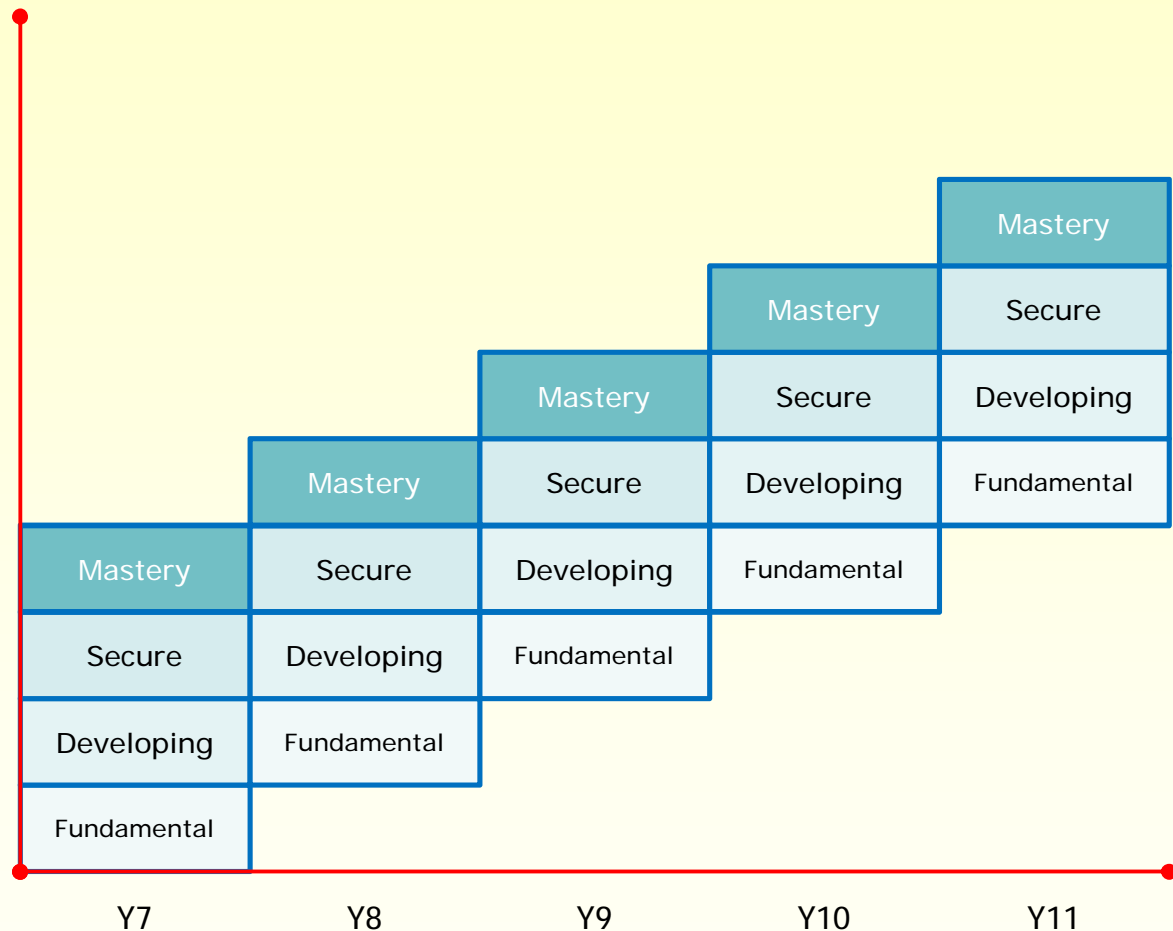 Mastery
Mastery Secure
Mastery Secure Developing
Mastery Secure Developing Fundamental
Mastery Secure Developing Fundamental
Secure Developing Fundamental
Developing Fundamental
Fundamental
Y7 Y8 Y9 Y10 Y11